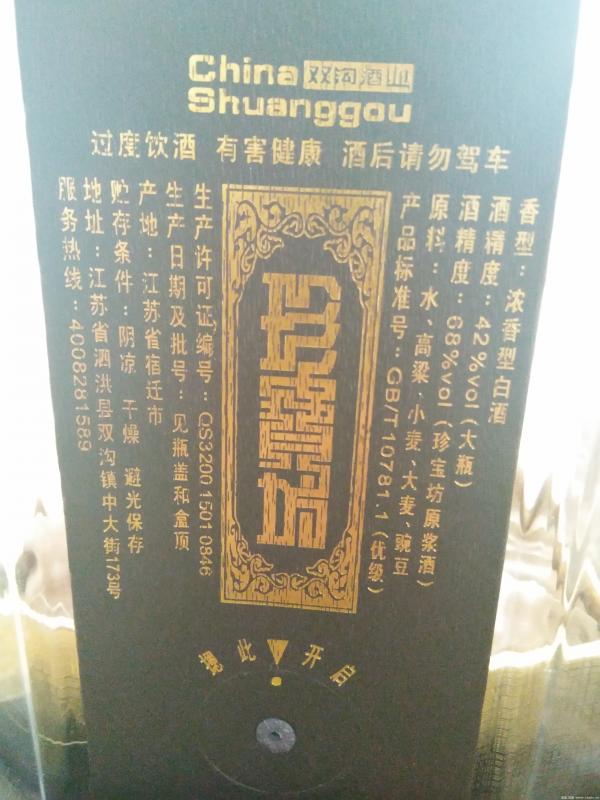 China 双沟酒业
Shuanggou
过度饮酒 有害健康 酒后请勿驾车
香型：浓香型白酒
酒精度：42%vol（大瓶）
酒精度：68%vol（珍宝坊原浆酒）
原料：水、高粱、小麦、大麦、豌豆
产品标准号：GB/T10781.1（优级）
珍宝坊
生产许可证编号：QS3200 1501 0846
生产日期及批号：见瓶盖和盒顶
产地：江苏省宿迁市
贮存条件：阴凉 干燥 避光保存
地址：江苏省泗洪县双沟镇中大街173号
服务热线：4008281589
按此开启